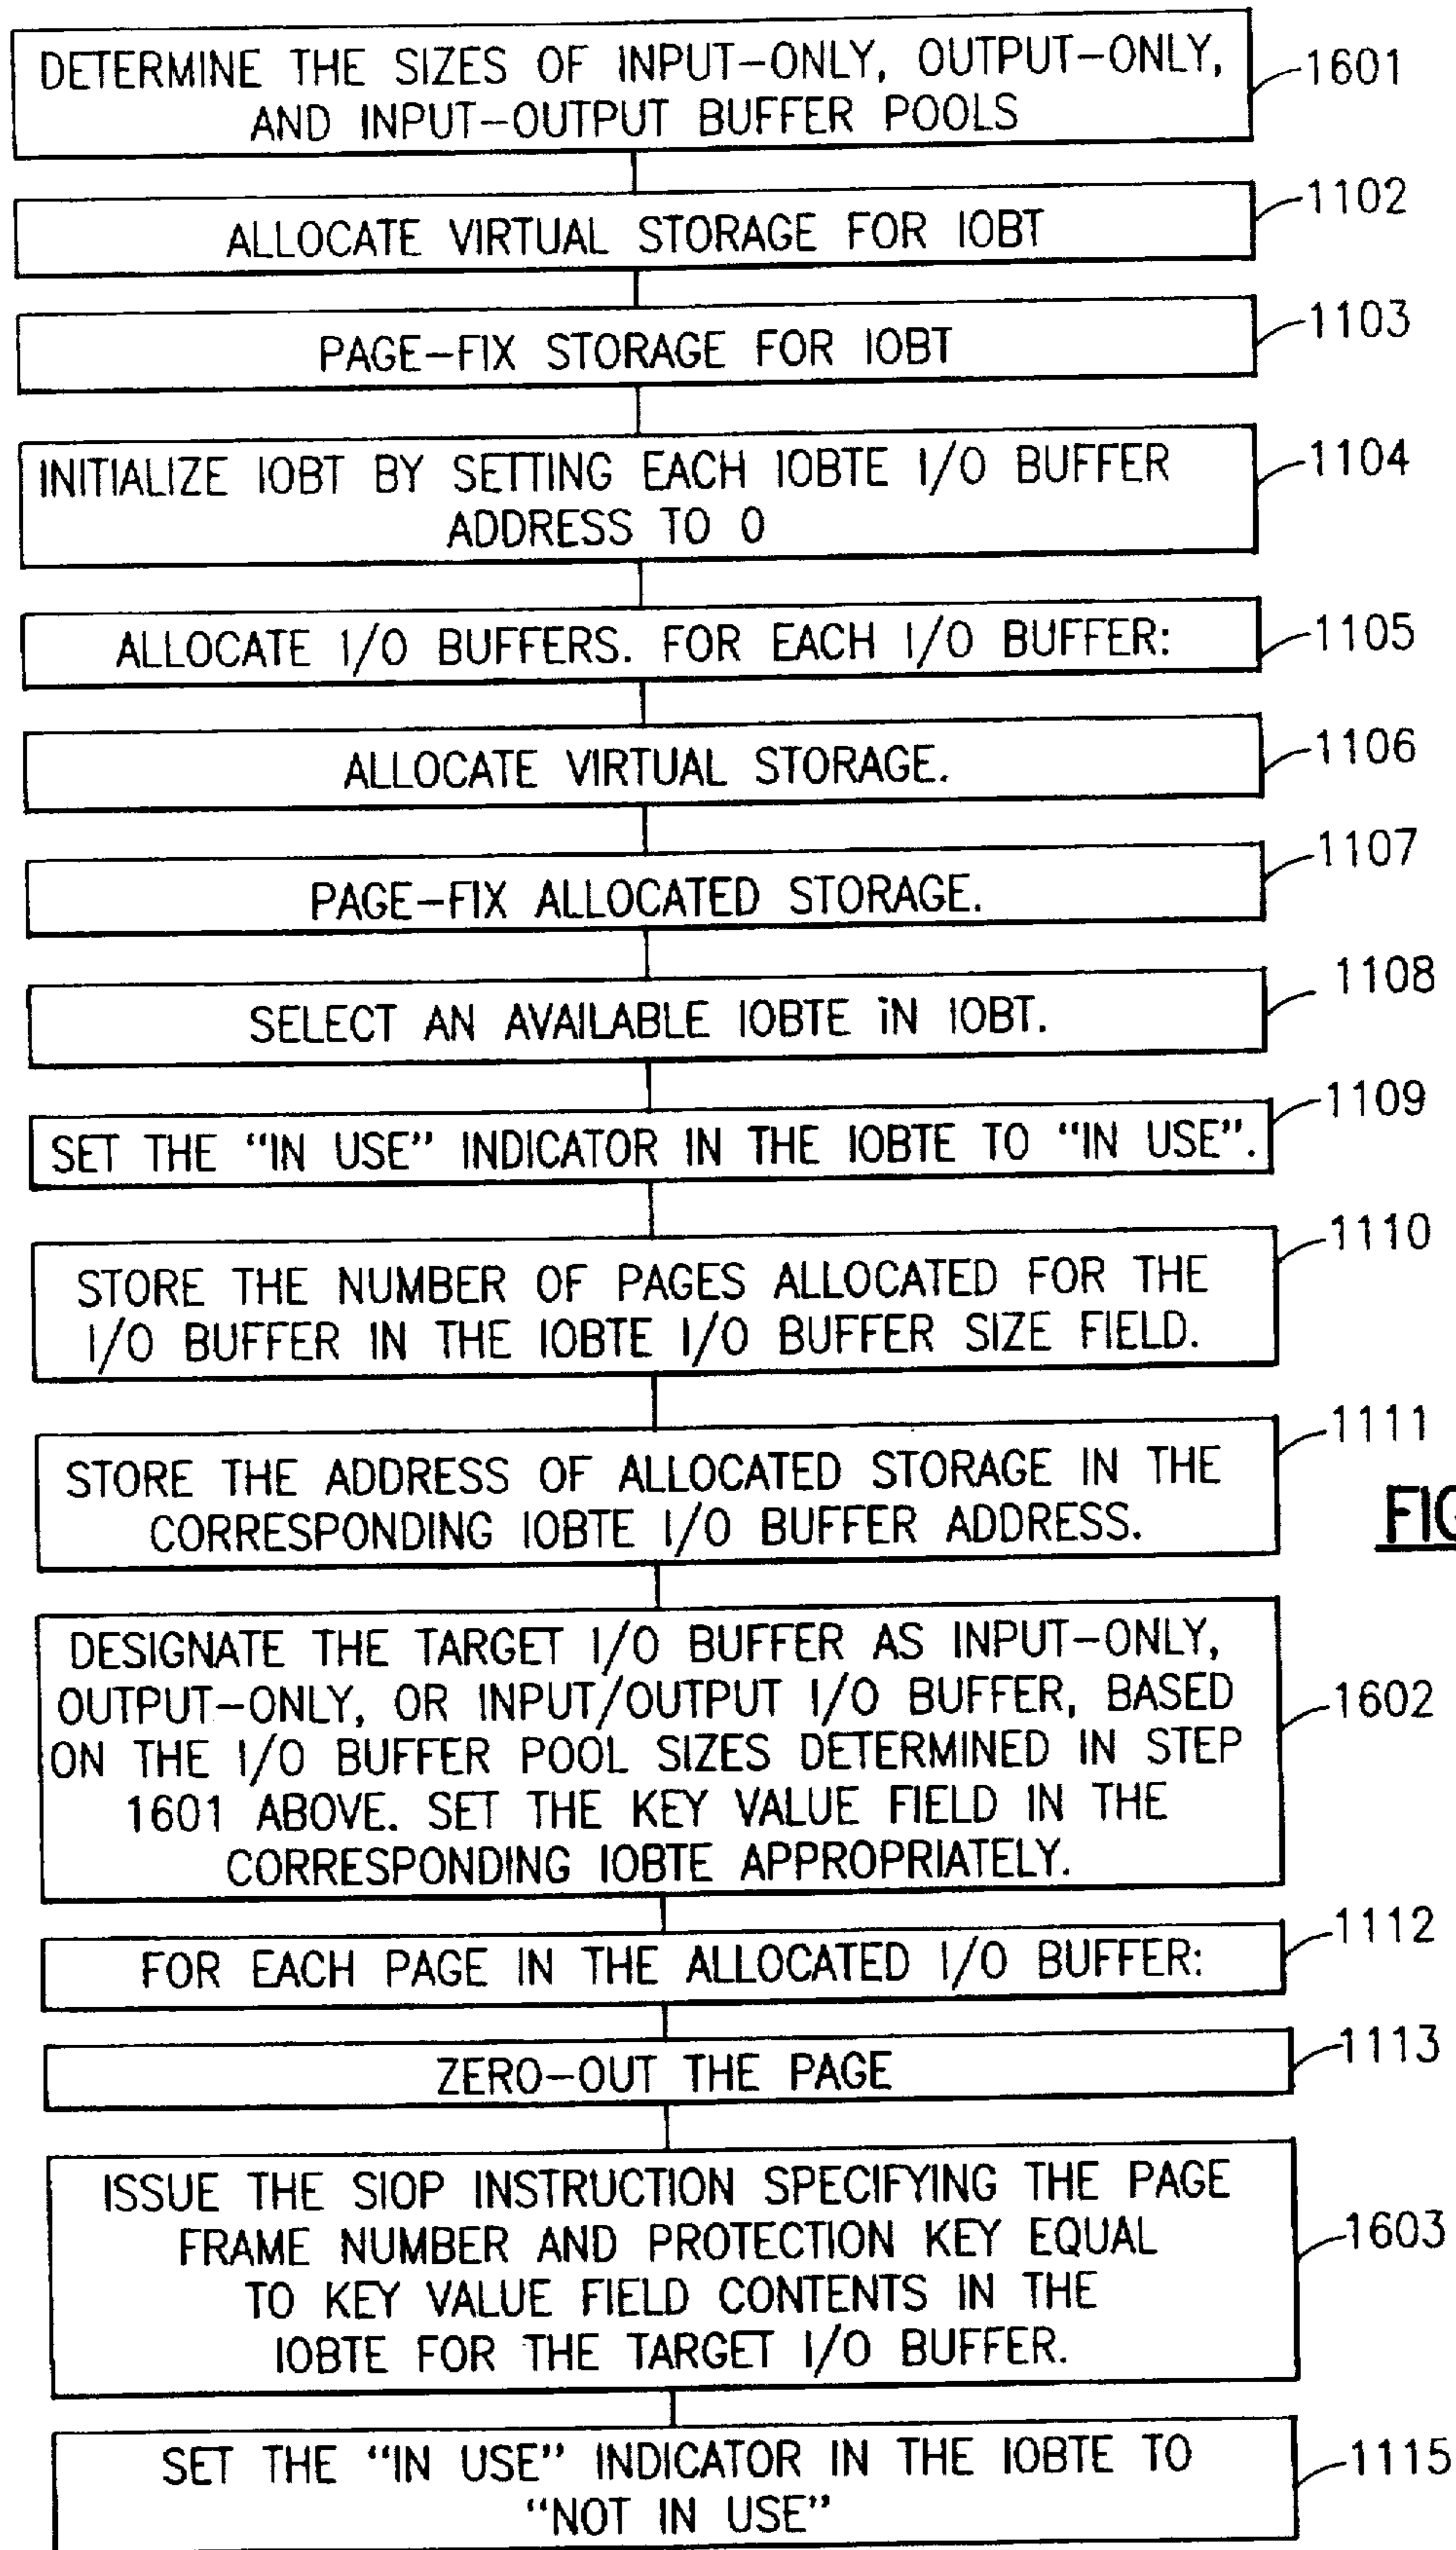 DETERMINE THE SIZES OF INPUT-ONLY, OUTPUT-ONLY,
AND INPUT-OUTPUT BUFFER POOLS
1601
ALLOCATE VIRTUAL STORAGE FOR IOBT
1102
PAGE-FIX STORAGE FOR IOBT
1103
INITIALIZE IOBT BY SETTING EACH IOBTE I/O BUFFER
ADDRESS TO 0
1104
ALLOCATE I/O BUFFERS. FOR EACH I/O BUFFER:
1105
ALLOCATE VIRTUAL STORAGE.
1106
PAGE-FIX ALLOCATED STORAGE.
1107
SELECT AN AVAILABLE IOBTE iN IOBT.
1108
SET THE “IN USE” INDICATOR IN THE IOBTE TO “IN USE”.
1109
STORE THE NUMBER OF PAGES ALLOCATED FOR THE
I/O BUFFER IN THE IOBTE I/O BUFFER SIZE FIELD.
1110
STORE THE ADDRESS OF ALLOCATED STORAGE IN THE
CORRESPONDING IOBTE I/O BUFFER ADDRESS.
1111
DESIGNATE THE TARGET I/O BUFFER AS INPUT-ONLY,
OUTPUT-ONLY, OR INPUT/OUTPUT I/O BUFFER, BASED
ON THE I/O BUFFER POOL SIZES DETERMINED IN STEP
1601 ABOVE. SET THE KEY VALUE FIELD IN THE
CORRESPONDING IOBTE APPROPRIATELY.
1602
FOR EACH PAGE IN THE ALLOCATED I/O BUFFER:
1112
ZERO-OUT THE PAGE
1113
ISSUE THE SIOP INSTRUCTION SPECIFYING THE PAGE
FRAME NUMBER AND PROTECTION KEY EQUAL
TO KEY VALUE FIELD CONTENTS IN THE
IOBTE FOR THE TARGET I/O BUFFER.
1603
SET THE “IN USE” INDICATOR IN THE IOBTE TO
“NOT IN USE”
1115